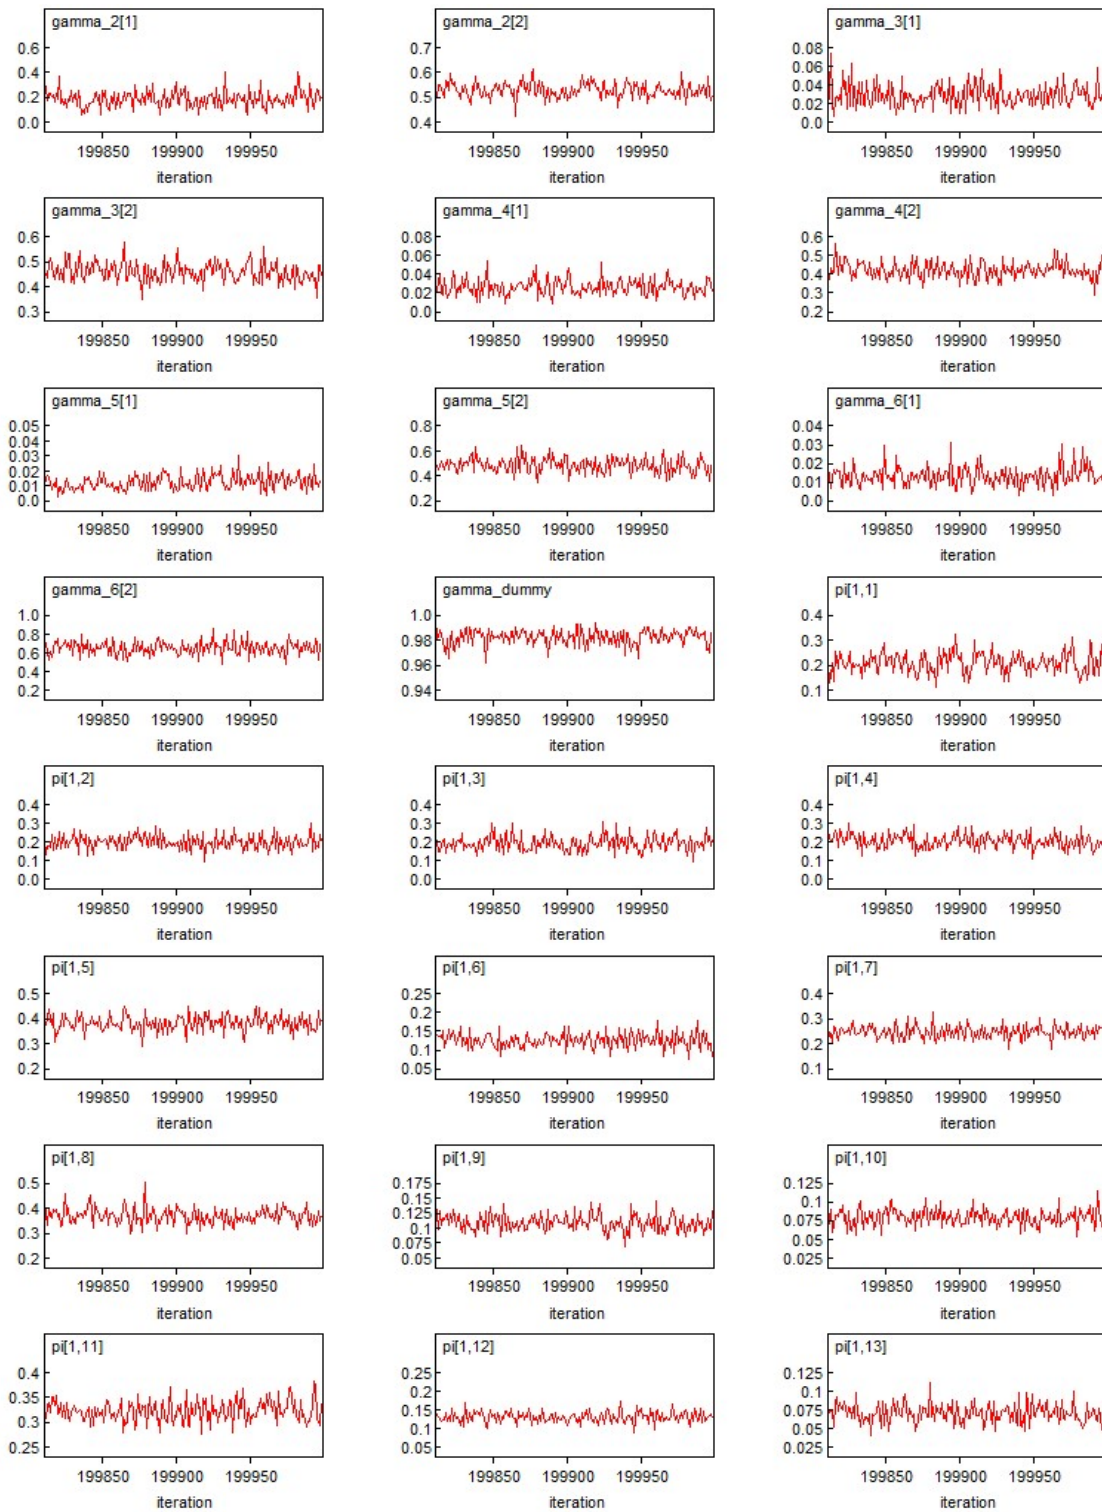 gamma_2[1]
0.6
0.4
0.2
0.0
199850 199900 199950
iteration
gamma_2[2]
0.7
0.6
0.5
0.4
199850 199900 199950
iteration
gamma_3[1]
0.08
0.06
0.04
0.02
0.0
199850 199900 199950
iteration
gamma_3[2]
0.6
0.5
0.4
0.3
199850 199900 199950
iteration
gamma_4[1]
0.08
0.06
0.04
0.02
0.0
199850 199900 199950
iteration
gamma_4[2]
0.6
0.5
0.4
0.3
0.2
199850 199900 199950
iteration
gamma_5[1]
0.05
0.04
0.03
0.02
0.01
0.0
199850 199900 199950
iteration
gamma_5[2]
0.8
0.6
0.4
0.2
199850 199900 199950
iteration
gamma_6[1]
0.04
0.03
0.02
0.01
0.0
199850 199900 199950
iteration
gamma_6[2]
1.0
0.8
0.6
0.4
0.2
199850 199900 199950
iteration
gamma_dummy
1.0
0.98
0.96
0.94
199850 199900 199950
iteration
pi[1,1]
0.4
0.3
0.2
0.1
199850 199900 199950
iteration
pi[1,2]
0.4
0.3
0.2
0.1
0.0
199850 199900 199950
iteration
pi[1,3]
0.4
0.3
0.2
0.1
0.0
199850 199900 199950
iteration
pi[1,4]
0.4
0.3
0.2
0.1
0.0
199850 199900 199950
iteration
pi[1,5]
0.5
0.4
0.3
0.2
199850 199900 199950
iteration
pi[1,6]
0.25
0.2
0.15
0.1
0.05
199850 199900 199950
iteration
pi[1,7]
0.4
0.3
0.2
0.1
199850 199900 199950
iteration
pi[1,8]
0.5
0.4
0.3
0.2
199850 199900 199950
iteration
pi[1,9]
0.175
0.15
0.125
0.1
0.075
0.05
199850 199900 199950
iteration
pi[1,10]
0.125
0.1
0.075
0.05
0.025
199850 199900 199950
iteration
pi[1,11]
0.4
0.35
0.3
0.25
199850 199900 199950
iteration
pi[1,12]
0.25
0.2
0.15
0.1
0.05
199850 199900 199950
iteration
pi[1,13]
0.125
0.1
0.075
0.05
0.025
199850 199900 199950
iteration